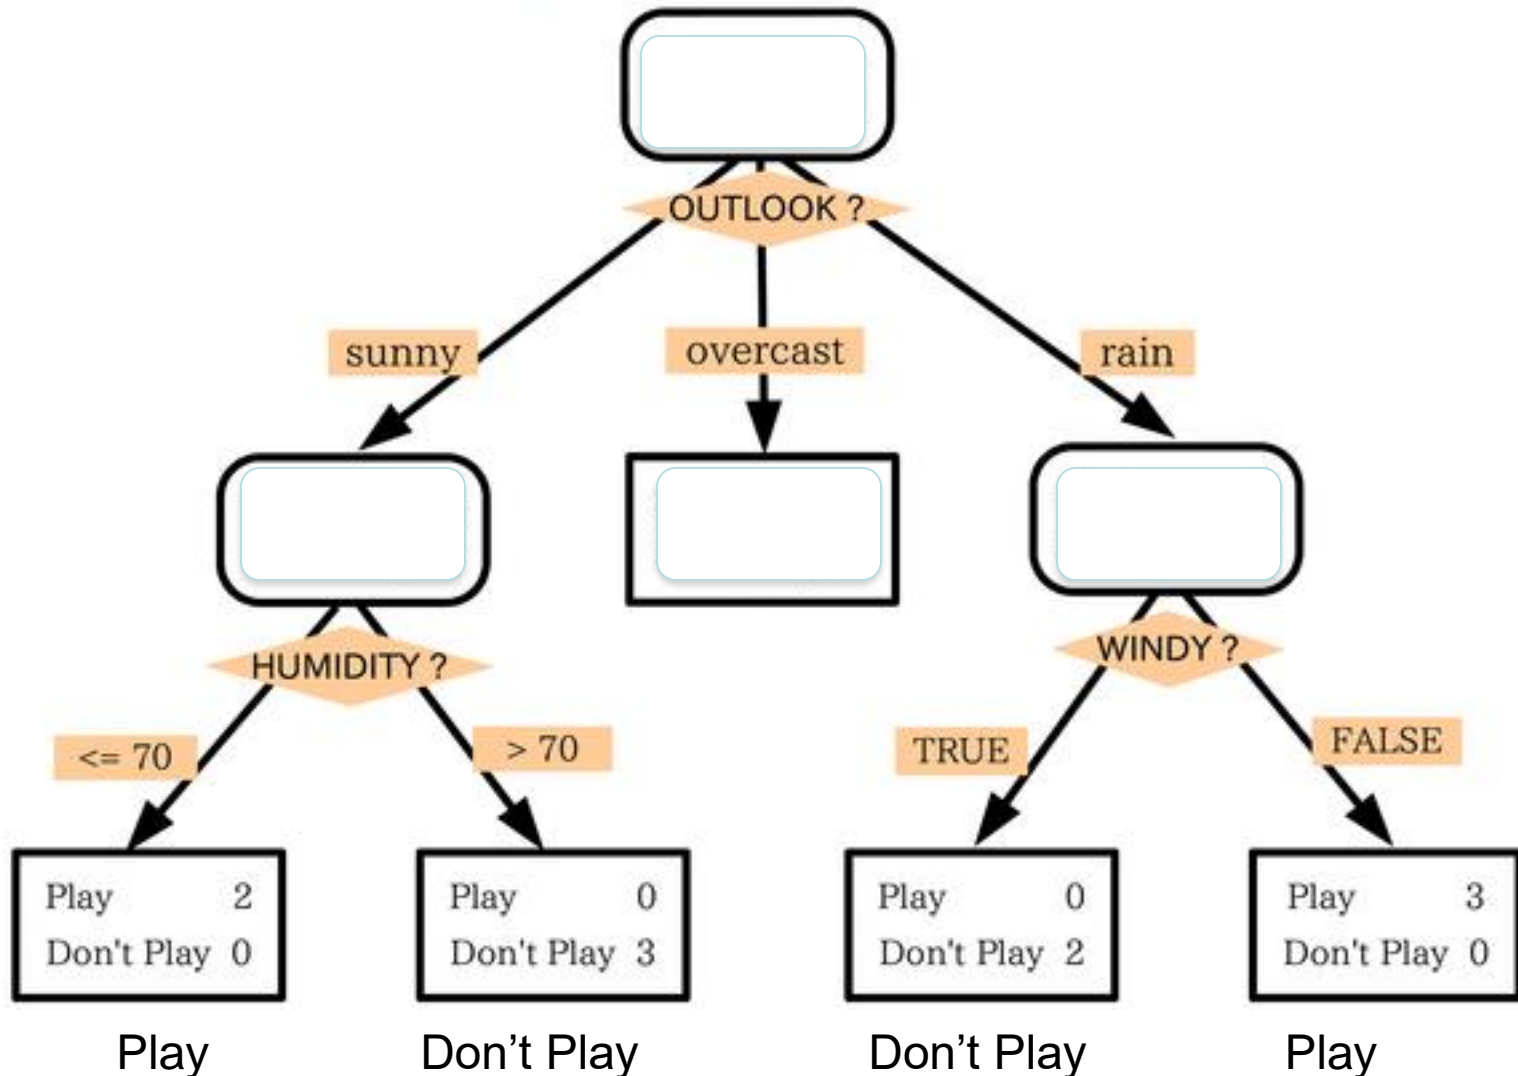 OUTLOOK ?
sunny
overcast
rain
HUMIDITY ?
WINDY ?
<= 70
> 70
TRUE
FALSE
Play 2
Don't Play 0
Play 0
Don't Play 3
Play 0
Don't Play 2
Play 3
Don't Play 0
Play
Don’t Play
Don’t Play
Play